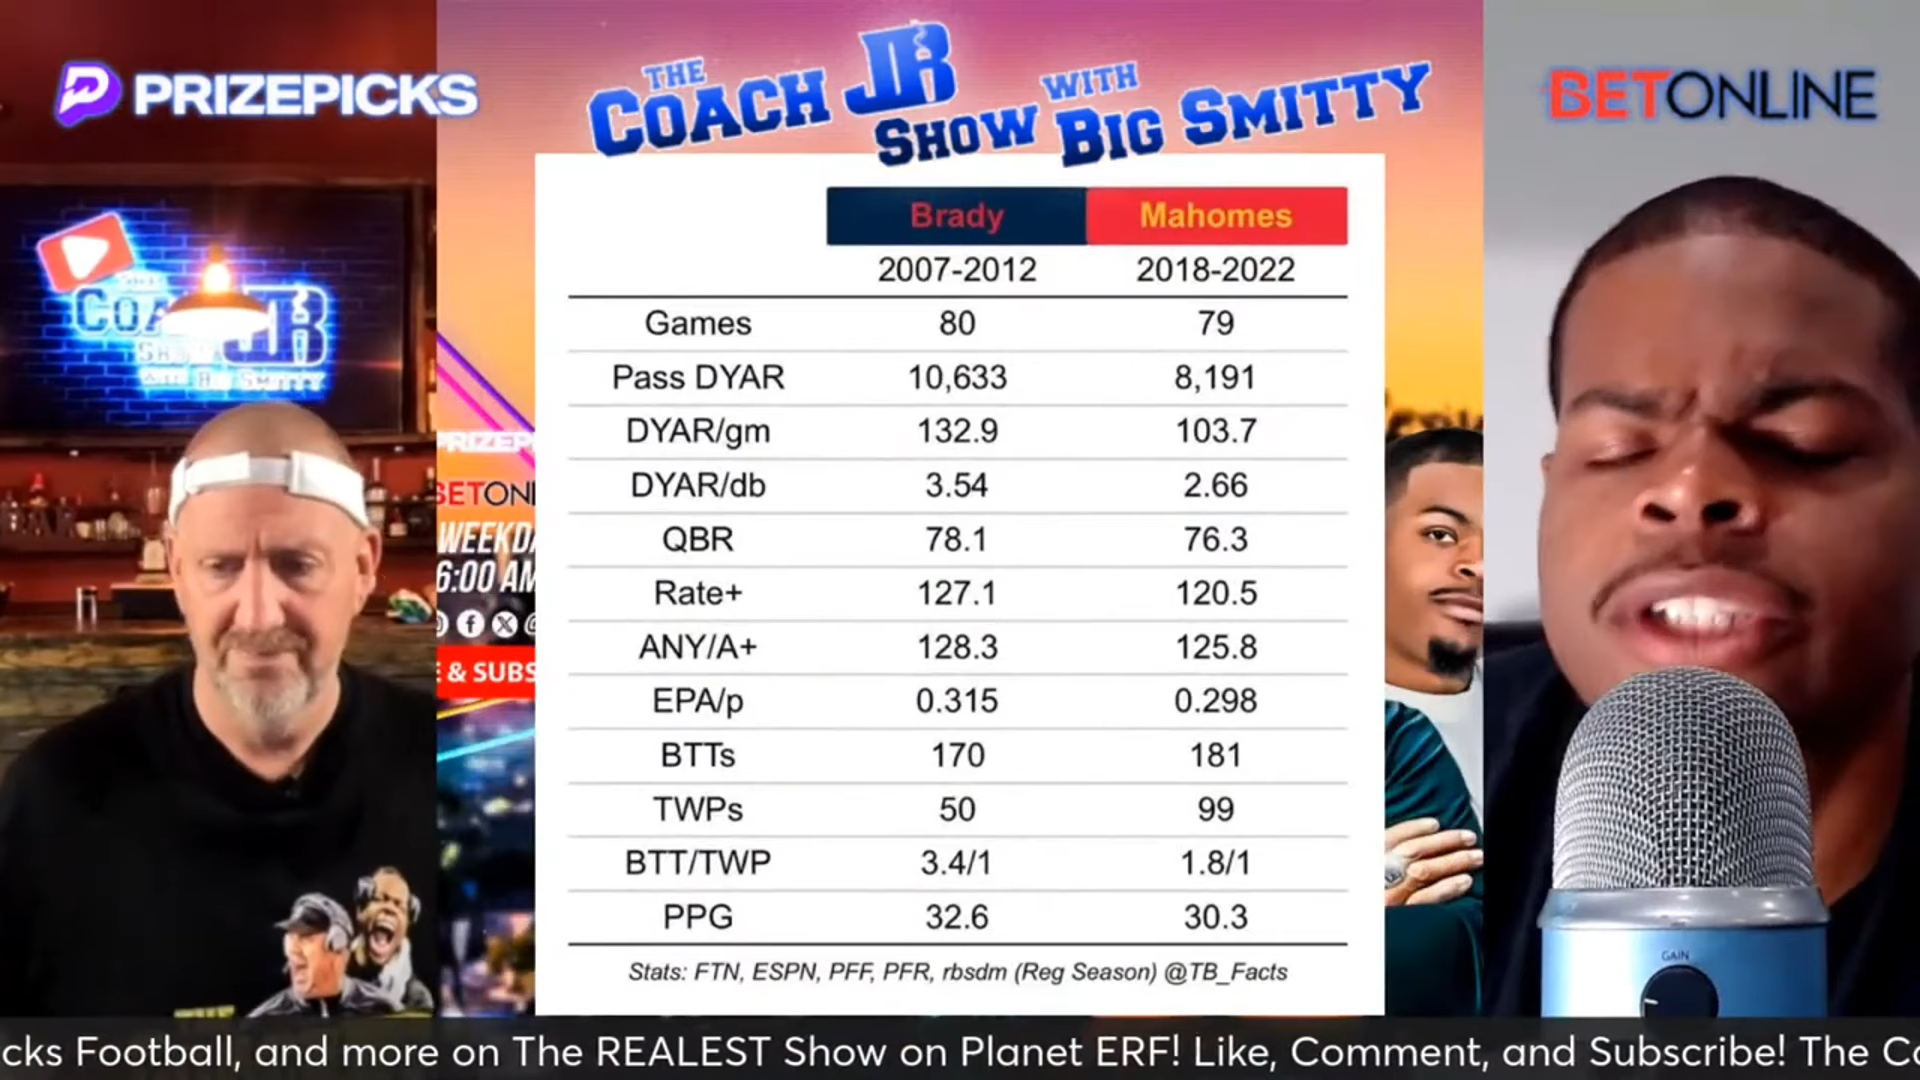 PRIZEPICKS
THE COACH JB SHOW WITH BIG SMITTY
BETONLINE
Brady Mahomes
2007-2012 2018-2022
Games 80 79
Pass DYAR 10,633 8,191
DYAR/gm 132.9 103.7
DYAR/db 3.54 2.66
QBR 78.1 76.3
Rate+ 127.1 120.5
ANY/A+ 128.3 125.8
EPA/p 0.315 0.298
BTTs 170 181
TWPs 50 99
BTT/TWP 3.4/1 1.8/1
PPG 32.6 30.3
Stats: FTN, ESPN, PFF, PFR, rbsdm (Reg Season) @TB_Facts
PRIZEP
BETONL
WEEKDA
6:00 AM
E & SUBS
GAIN
cks Football, and more on The REALEST Show on Planet ERF! Like, Comment, and Subscribe! The Co